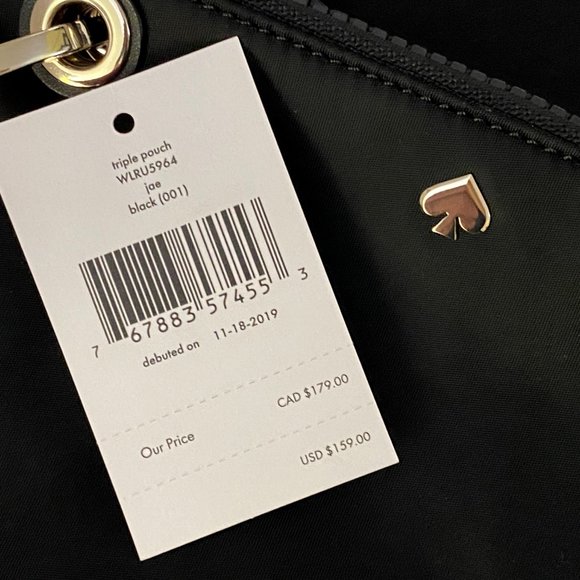 triple pouch
WLRU5964
jae
black (001)
7 67883 57455 3
debuted on 11-18-2019
CAD $179.00
Our Price
USD $159.00